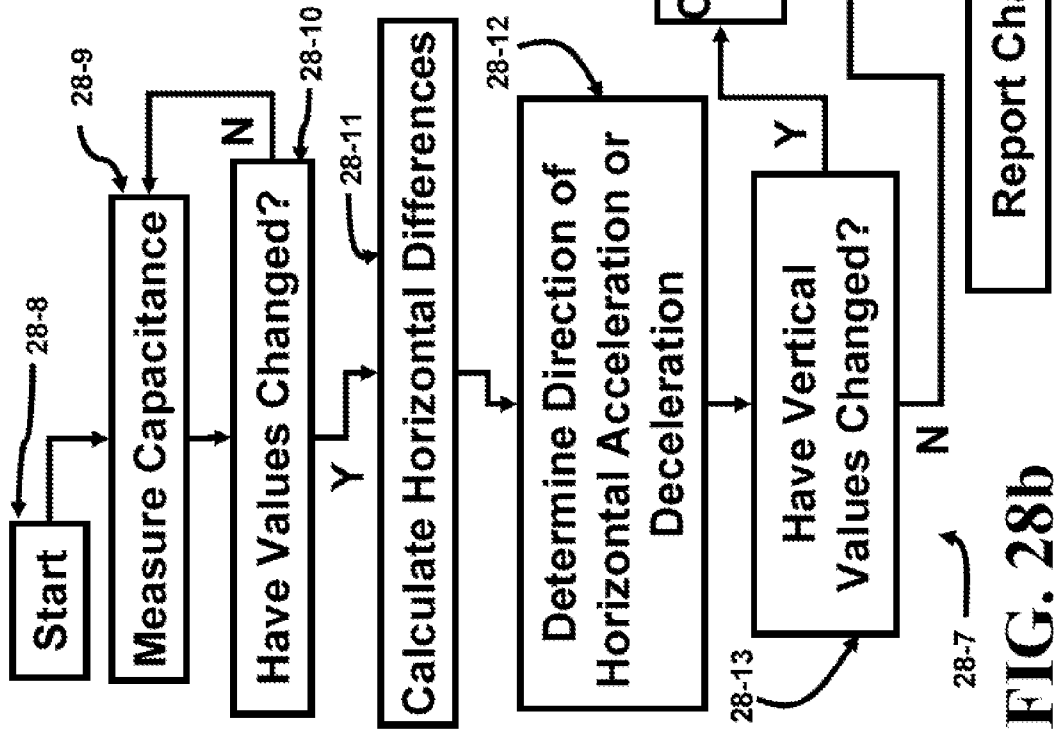 Start
28-8
Measure Capacitance
28-9
Have Values Changed?
N
28-10
Y
28-11
Calculate Horizontal Differences
28-12
Determine Direction of
Horizontal Acceleration or
Deceleration
Have Vertical
Values Changed?
Y
28-13
N
Report Cha
28-7
FIG. 28b